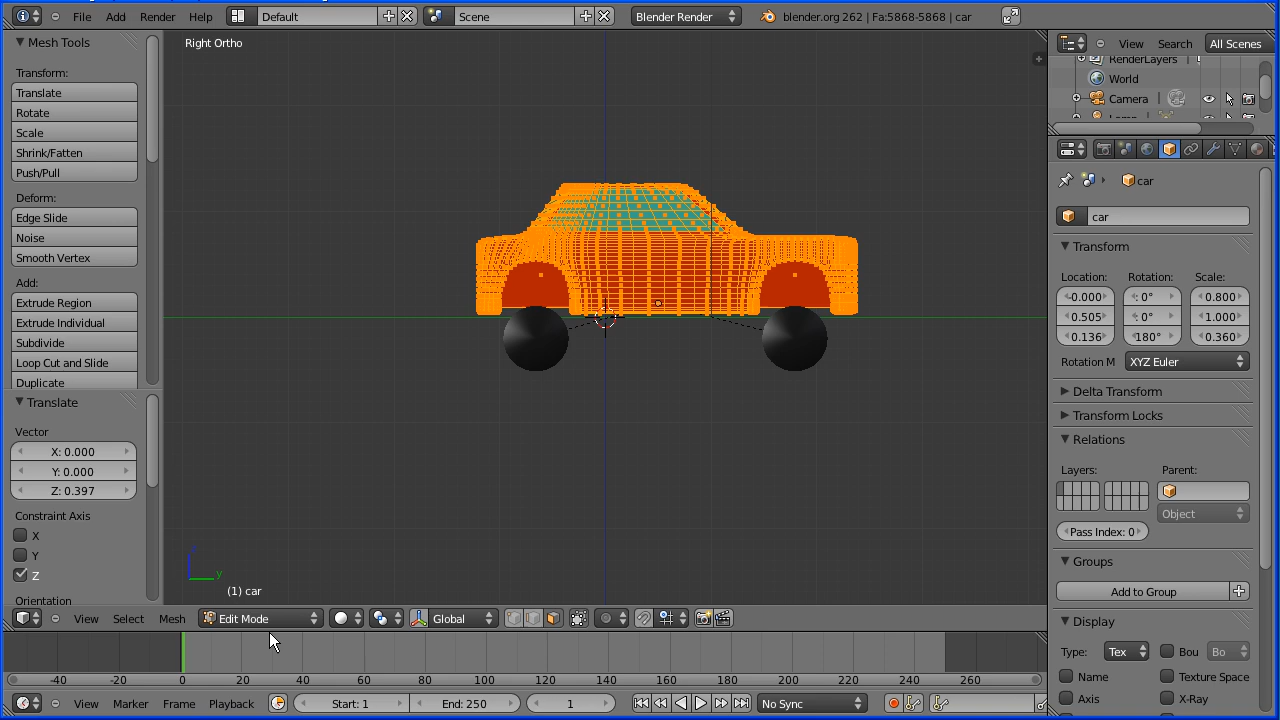 File Add Render Help Default Scene Blender Render blender.org 262 | Fa:5868-5868 | car
Mesh Tools
Transform:
Translate
Rotate
Scale
Shrink/Fatten
Push/Pull
Deform:
Edge Slide
Noise
Smooth Vertex
Add:
Extrude Region
Extrude Individual
Subdivide
Loop Cut and Slide
Duplicate
Translate
Vector
X: 0.000
Y: 0.000
Z: 0.397
Constraint Axis
X
Y
Z
Orientation
Right Ortho
y
(1) car
View Select Mesh Edit Mode Global
-40 -20 0 20 40 60 80 100 120 140 160 180 200 220 240 260
View Marker Frame Playback Start: 1 End: 250 1 No Sync
View Search All Scenes
RenderLayers
World
Camera
car
car
Transform
Location: Rotation: Scale:
-0.000 : 0° 0.800
0.505 : 0° 1.000
0.136 180° 0.360
Rotation M XYZ Euler
Delta Transform
Transform Locks
Relations
Layers: Parent:
Object
Pass Index: 0
Groups
Add to Group
Display
Type: Tex Bou Bo
Name Texture Space
Axis X-Ray